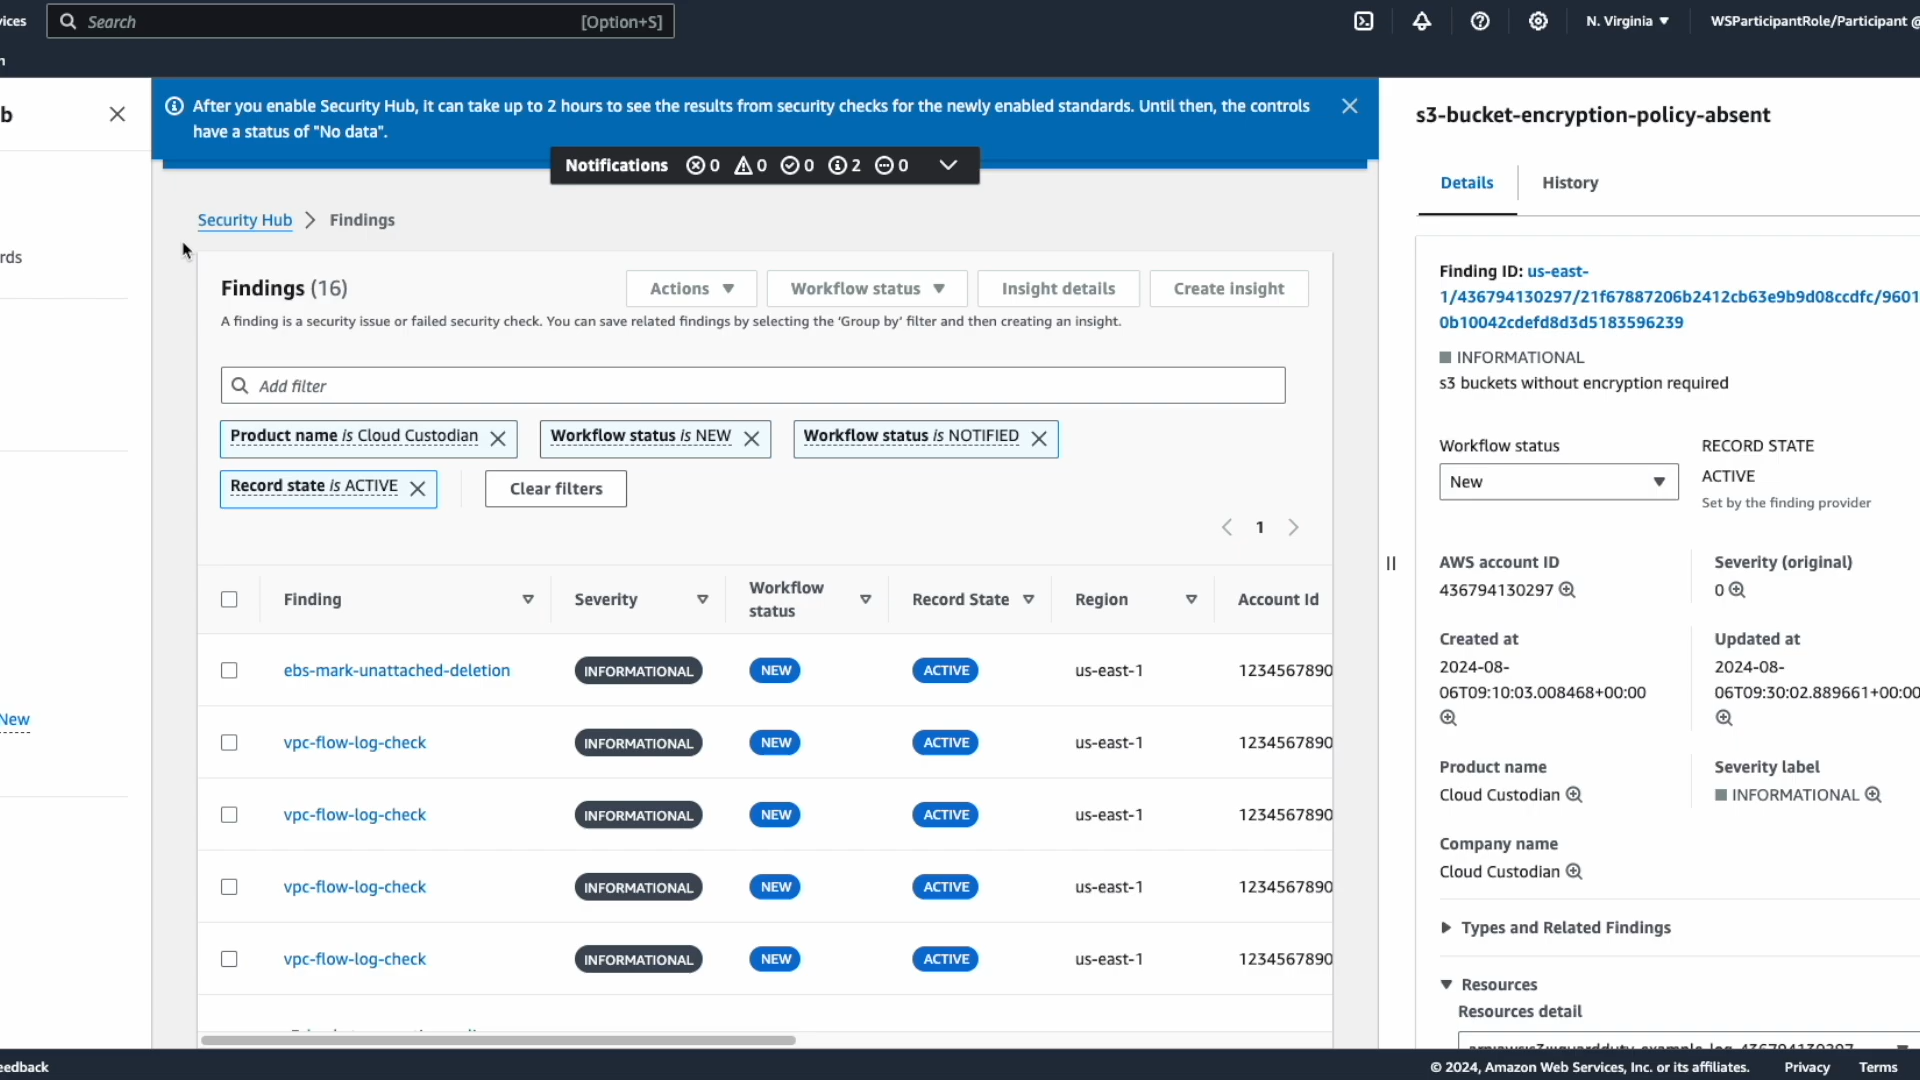 vices
Search
[Option+S]
N. Virginia ▼
WSParticipantRole/Participant @
n
b
After you enable Security Hub, it can take up to 2 hours to see the results from security checks for the newly enabled standards. Until then, the controls
have a status of "No data".
Notifications 0 0 0 2 0
Security Hub > Findings
rds
New
Findings (16)
Actions ▼
Workflow status ▼
Insight details
Create insight
A finding is a security issue or failed security check. You can save related findings by selecting the ‘Group by’ filter and then creating an insight.
Add filter
Product name is Cloud Custodian
Workflow status is NEW
Workflow status is NOTIFIED
Record state is ACTIVE
Clear filters
1
Finding
Severity
Workflow
status
Record State
Region
Account Id
ebs-mark-unattached-deletion INFORMATIONAL NEW ACTIVE us-east-1 1234567890
vpc-flow-log-check INFORMATIONAL NEW ACTIVE us-east-1 1234567890
vpc-flow-log-check INFORMATIONAL NEW ACTIVE us-east-1 1234567890
vpc-flow-log-check INFORMATIONAL NEW ACTIVE us-east-1 1234567890
vpc-flow-log-check INFORMATIONAL NEW ACTIVE us-east-1 1234567890
s3-bucket-encryption-policy-absent
Details
History
Finding ID: us-east-
1/436794130297/21f67887206b2412cb63e9b9d08ccdfc/9601
0b10042cdefd8d3d5183596239
INFORMATIONAL
s3 buckets without encryption required
Workflow status
New
RECORD STATE
ACTIVE
Set by the finding provider
AWS account ID
436794130297
Severity (original)
0
Created at
2024-08-
06T09:10:03.008468+00:00
Updated at
2024-08-
06T09:30:02.889661+00:00
Product name
Cloud Custodian
Severity label
INFORMATIONAL
Company name
Cloud Custodian
Types and Related Findings
Resources
Resources detail
eedback
© 2024, Amazon Web Services, Inc. or its affiliates.
Privacy
Terms